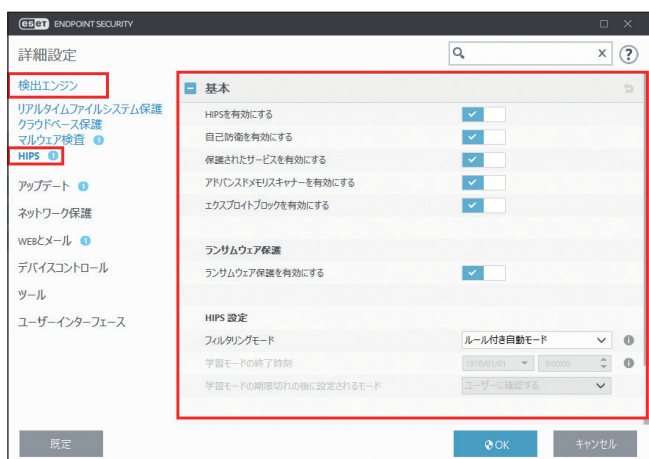 eset ENDPOINT SECURITY
詳細設定
x ?
検出エンジン
リアルタイムファイルシステム保護
クラウドベース保護
マルウェア検査 1
HIPS 1
アップデート 1
ネットワーク保護
WEBとメール 1
デバイスコントロール
ツール
ユーザーインターフェース
基本
HIPSを有効にする
自己防衛を有効にする
保護されたサービスを有効にする
アドバンスドメモリスキャナーを有効にする
エクスプロイトブロックを有効にする
ランサムウェア保護
ランサムウェア保護を有効にする
HIPS 設定
フィルタリングモード ルール付き自動モード
学習モードの終了時刻 1970/01/01 9:00:00
学習モードの期限切れの後に設定されるモード ユーザーに確認する
既定 OK キャンセル